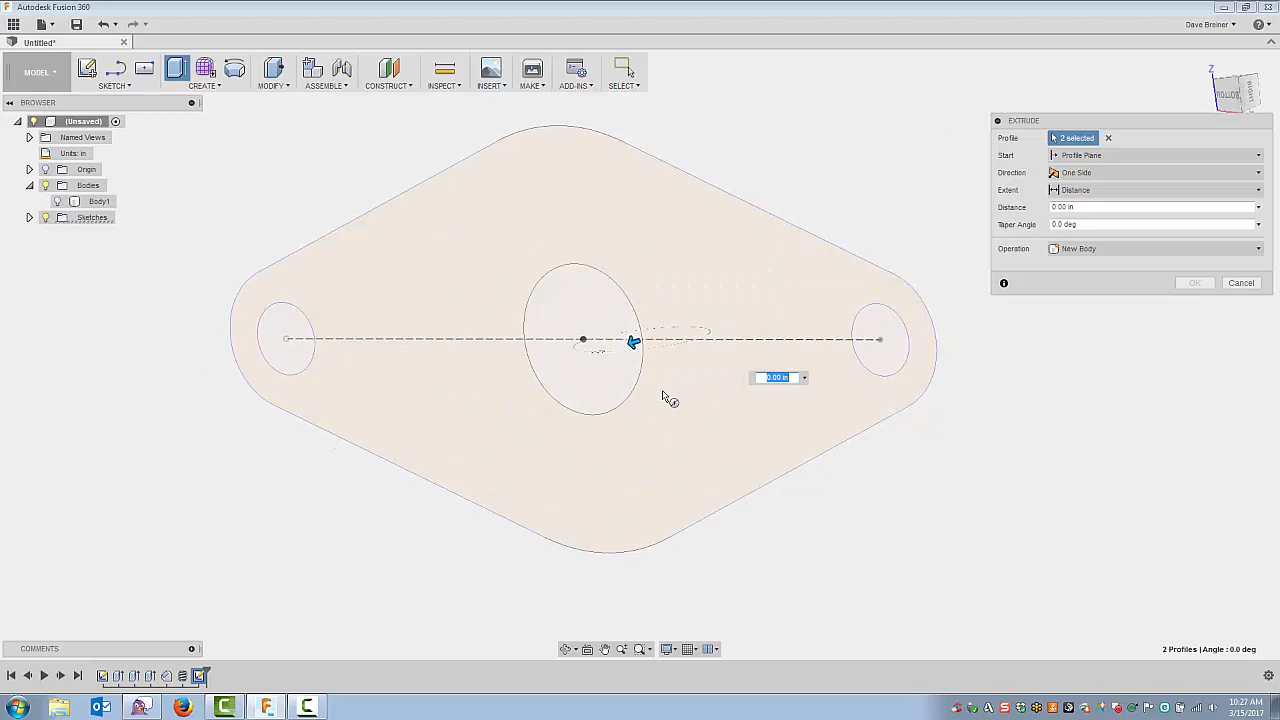 Autodesk Fusion 360
Dave Breiner
Untitled*
MODEL
SKETCH
CREATE
MODIFY
ASSEMBLE
CONSTRUCT
INSPECT
INSERT
MAKE
ADD-INS
SELECT
Z
BOTTOM
RIGHT
BROWSER
(Unsaved)
Named Views
Units: in
Origin
Bodies
Body1
Sketches
EXTRUDE
Profile
2 selected
Start
Profile Plane
Direction
One Side
Extent
Distance
Distance
0.00 in
Taper Angle
0.0 deg
Operation
New Body
OK
Cancel
0.00 in
COMMENTS
2 Profiles | Angle : 0.0 deg
10:27 AM
3/15/2017